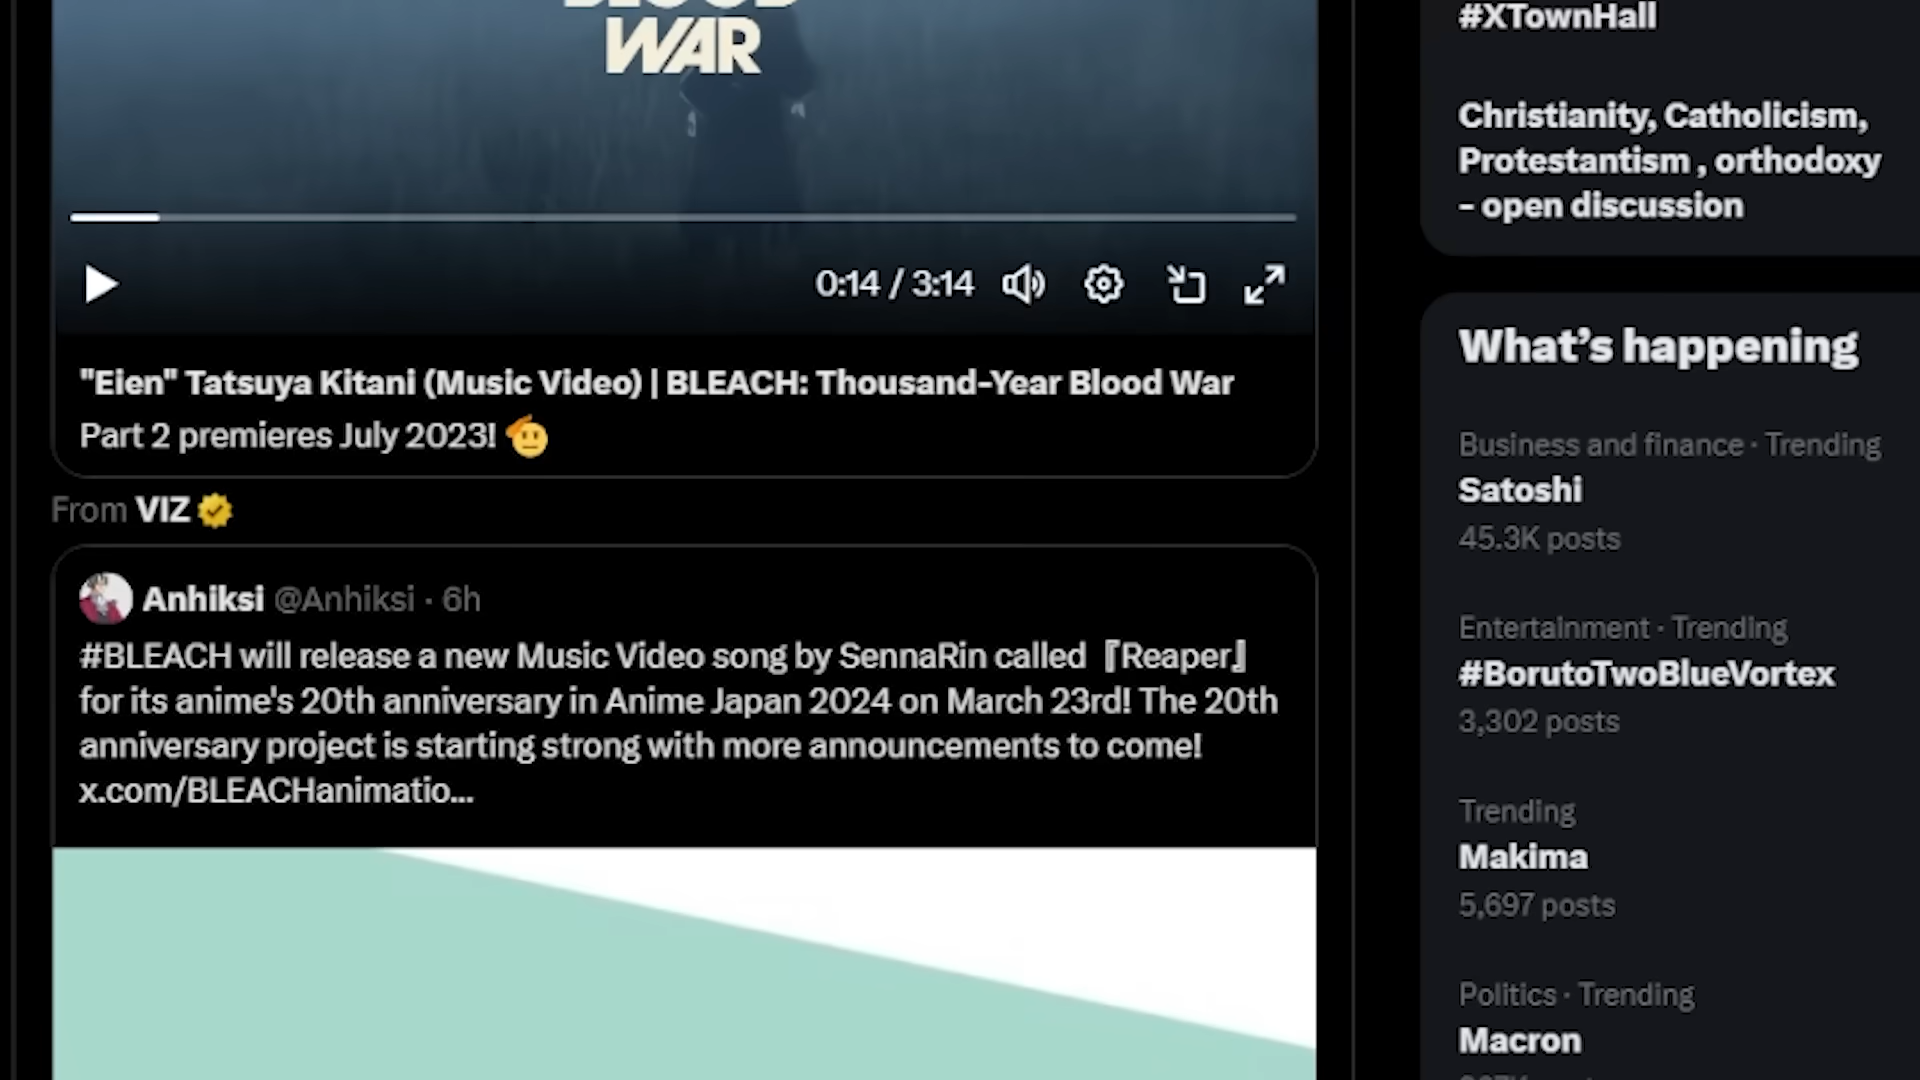 WAR
0:14 / 3:14
"Eien" Tatsuya Kitani (Music Video) | BLEACH: Thousand-Year Blood War
Part 2 premieres July 2023! 🫡
From VIZ
Anhiksi @Anhiksi · 6h
#BLEACH will release a new Music Video song by SennaRin called『Reaper』
for its anime's 20th anniversary in Anime Japan 2024 on March 23rd! The 20th
anniversary project is starting strong with more announcements to come!
x.com/BLEACHanimatio...
#XTownHall
Christianity, Catholicism,
Protestantism , orthodoxy
- open discussion
What's happening
Business and finance · Trending
Satoshi
45.3K posts
Entertainment · Trending
#BorutoTwoBlueVortex
3,302 posts
Trending
Makima
5,697 posts
Politics · Trending
Macron